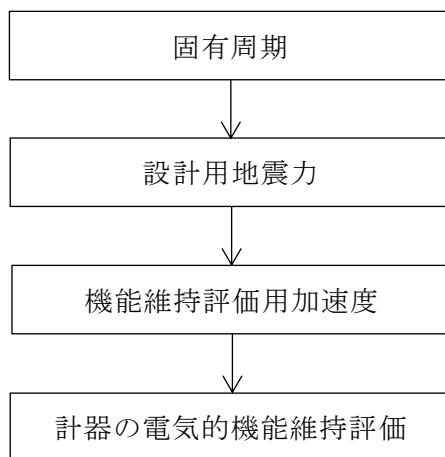 固有周期
設計用地震力
機能維持評価用加速度
計器の電気的機能維持評価